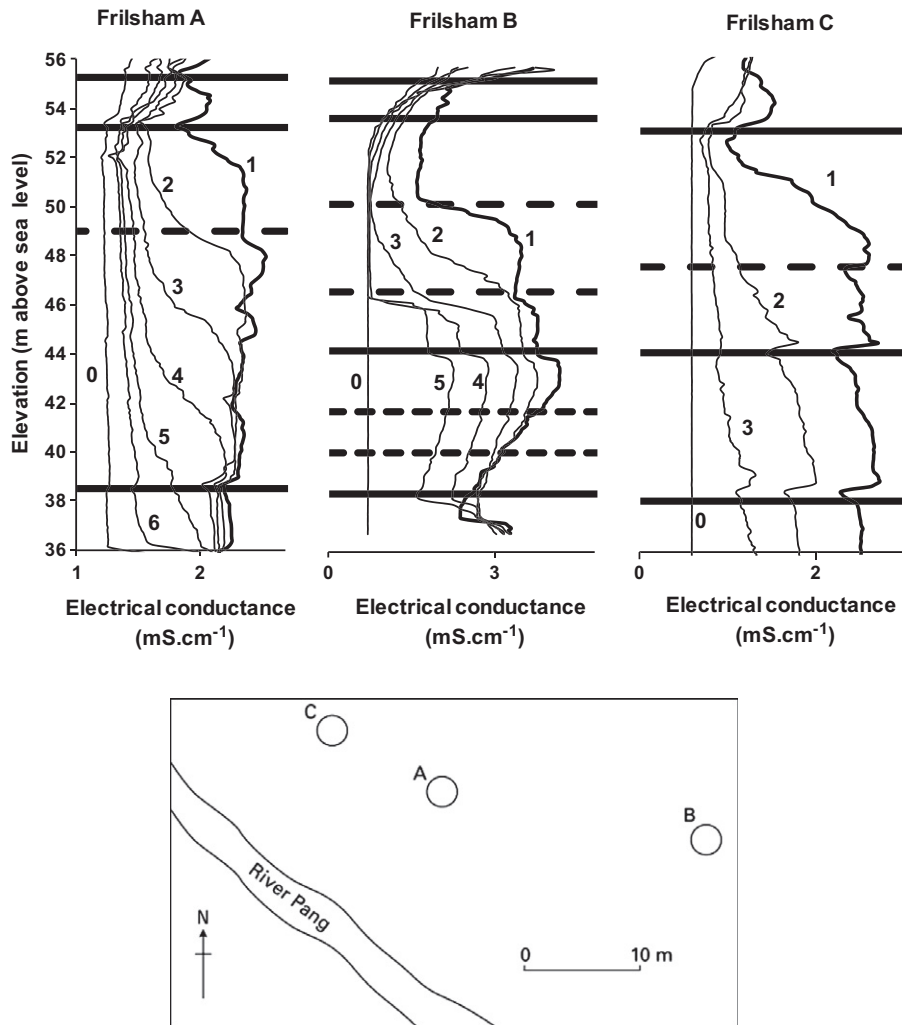 Frilsham A
Frilsham B
Frilsham C
Elevation (m above sea level)
56
54
52
50
48
46
44
42
40
38
36
0
1
2
3
4
5
6
1
2
Electrical conductance
(mS.cm⁻¹)
0
1
2
3
4
5
0
3
Electrical conductance
(mS.cm⁻¹)
0
1
2
3
0
2
Electrical conductance
(mS.cm⁻¹)
C
A
B
River Pang
N
0 10 m